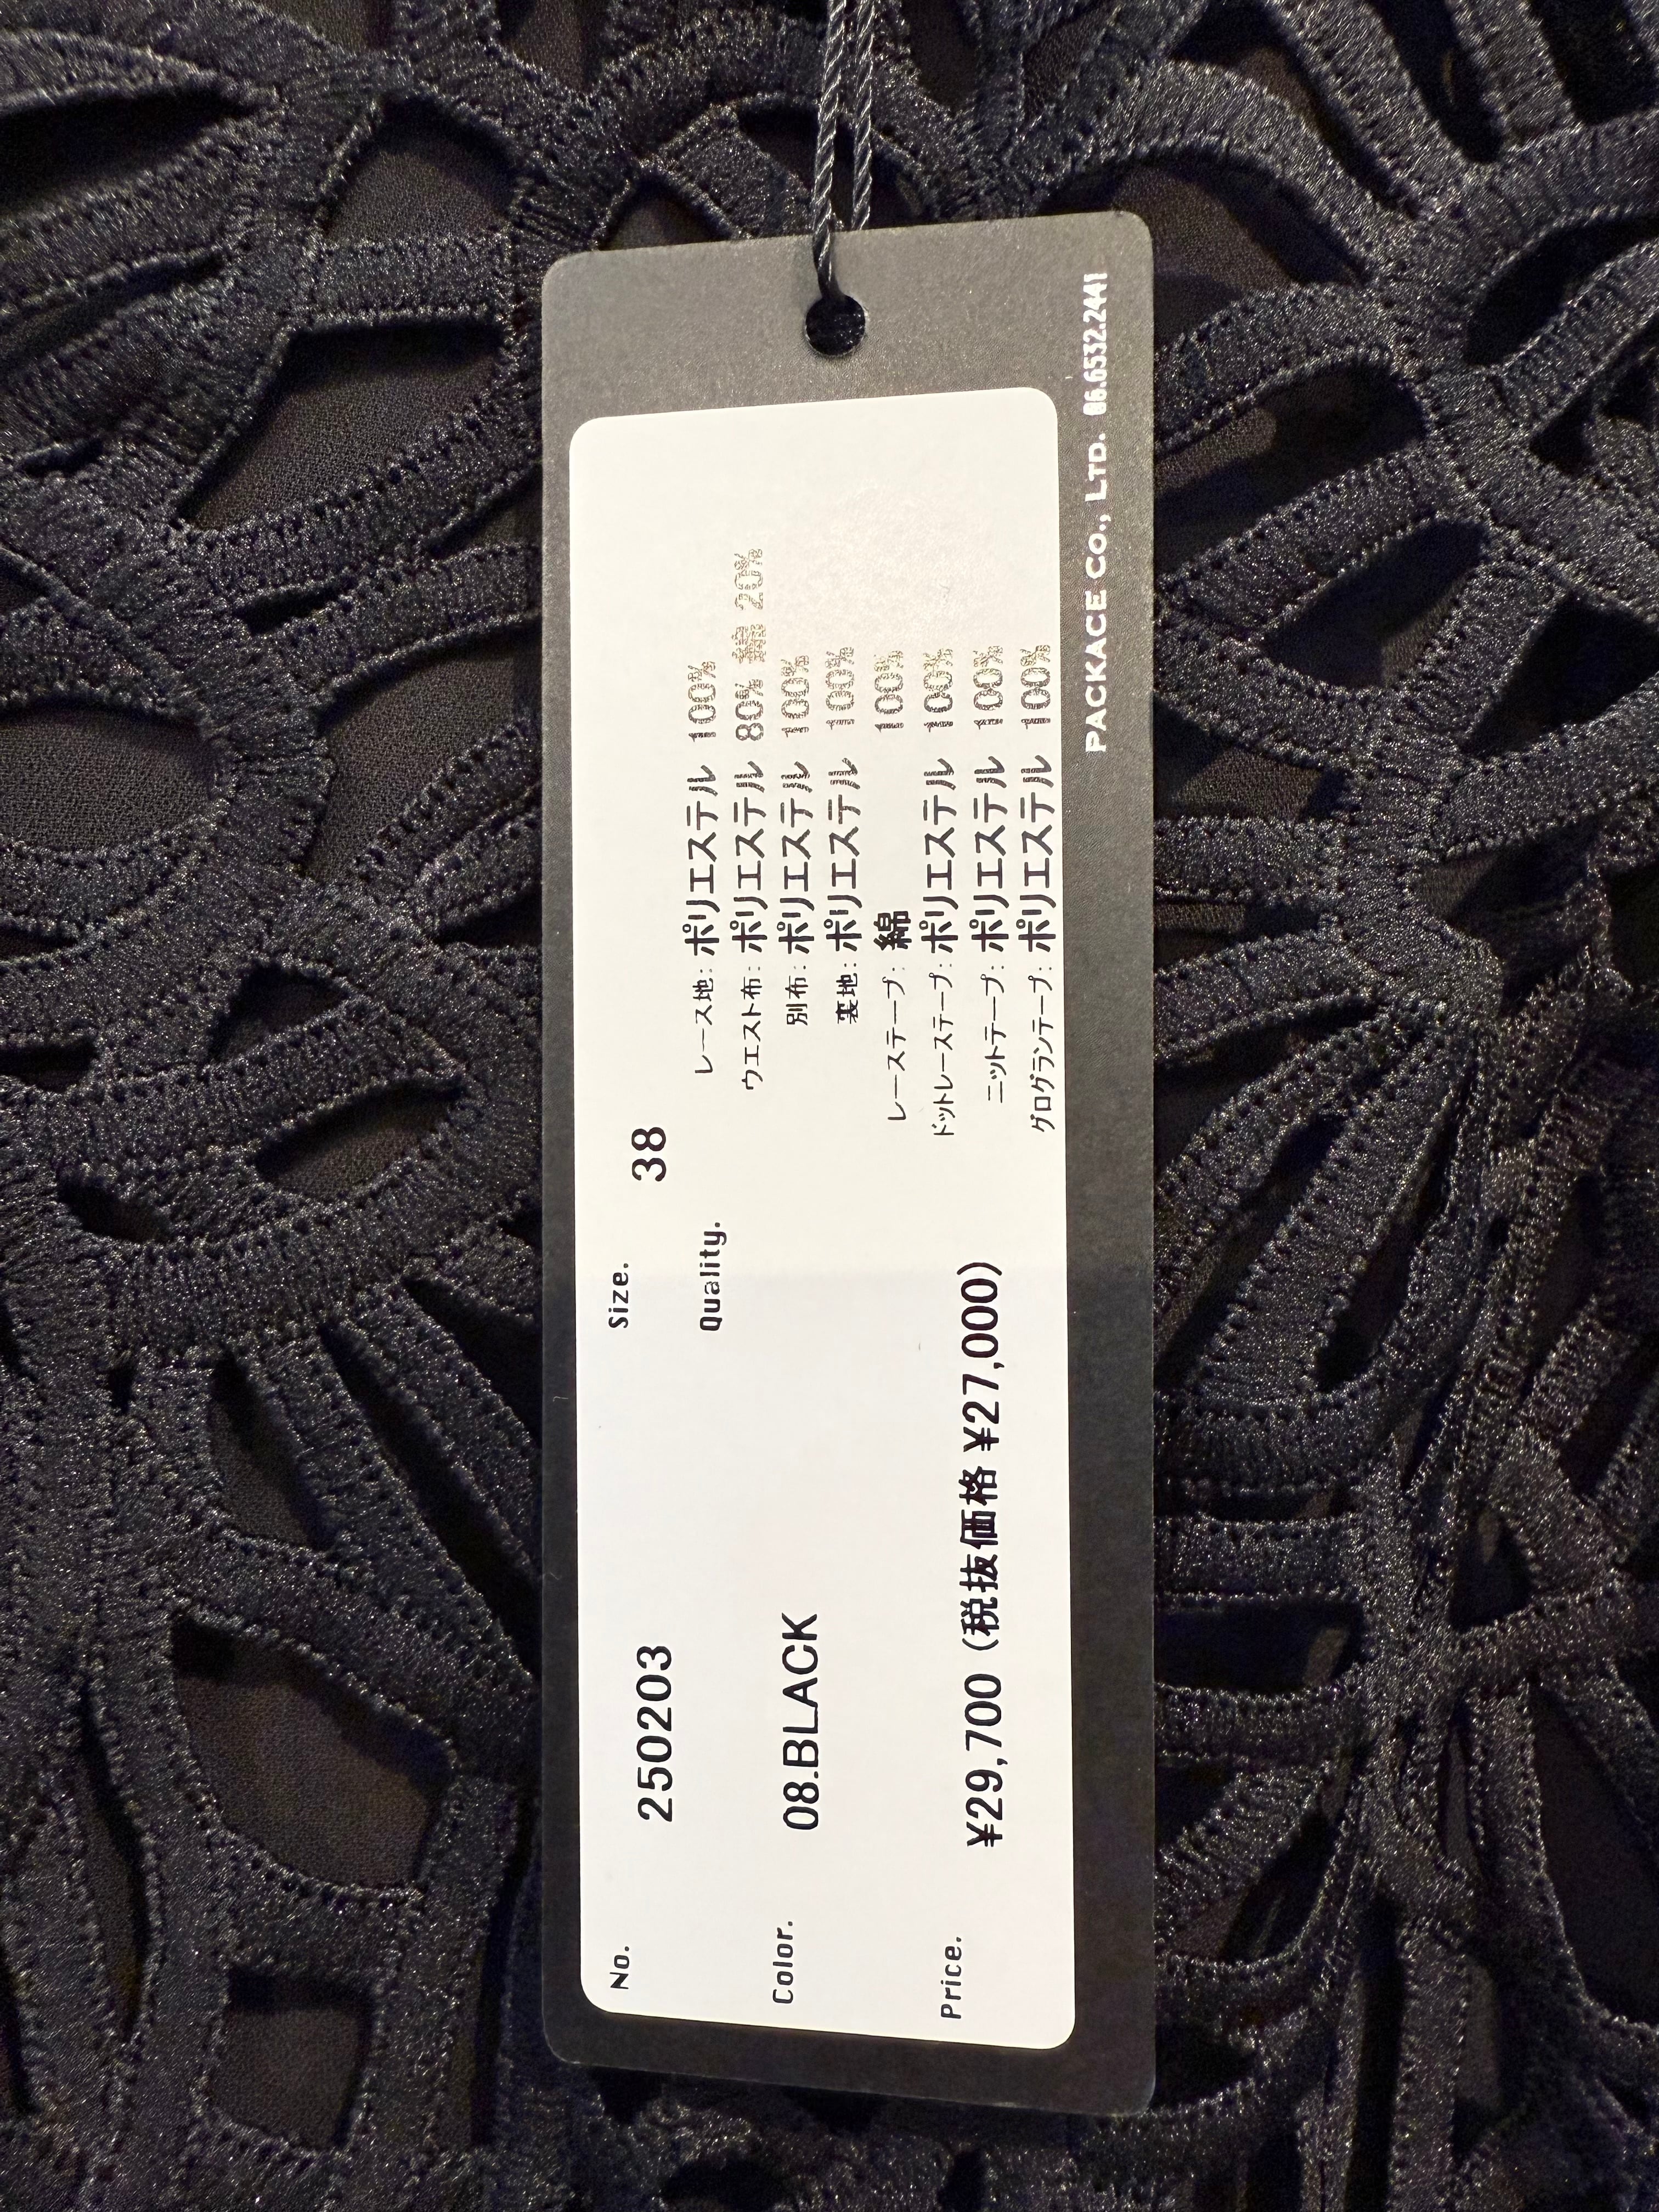 No. 250203
Color. 08.BLACK
Price. ¥29,700 (税抜価格 ¥27,000)
Size. 38
Quality.
レース地: ポリエステル 100%
ウエスト布: ポリエステル 80% 綿 20%
別布: ポリエステル 100%
裏地: ポリエステル 100%
レーステープ: 綿 100%
ドットレーステープ: ポリエステル 100%
ニットテープ: ポリエステル 100%
グログランテープ: ポリエステル 100%
PACKAGE CO., LTD. 06.6532.2441